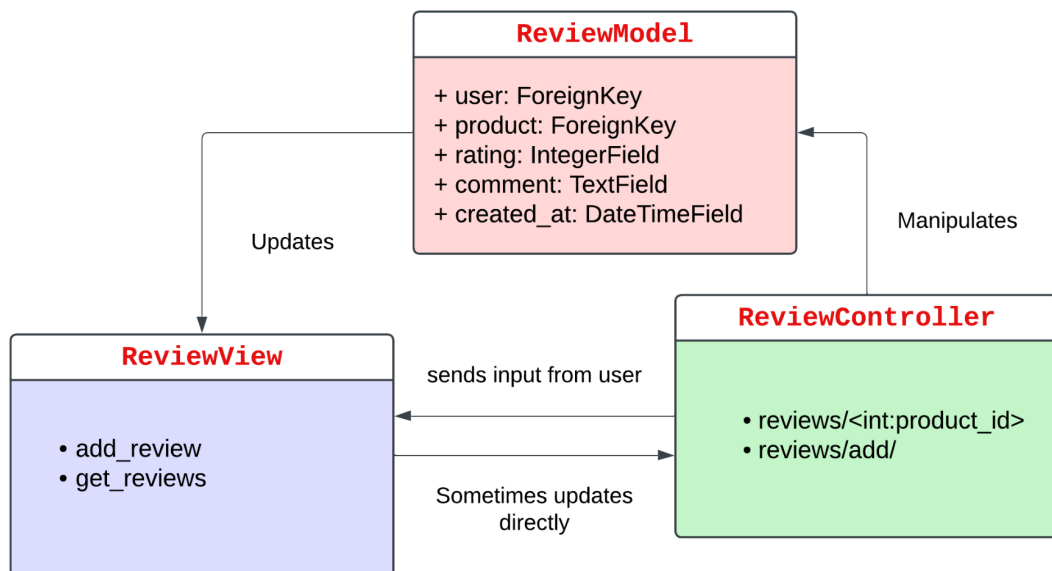 ReviewModel
+ user: ForeignKey
+ product: ForeignKey
+ rating: IntegerField
+ comment: TextField
+ created_at: DateTimeField
Updates
Manipulates
ReviewView
• add_review
• get_reviews
sends input from user
Sometimes updates
directly
ReviewController
• reviews/<int:product_id>
• reviews/add/